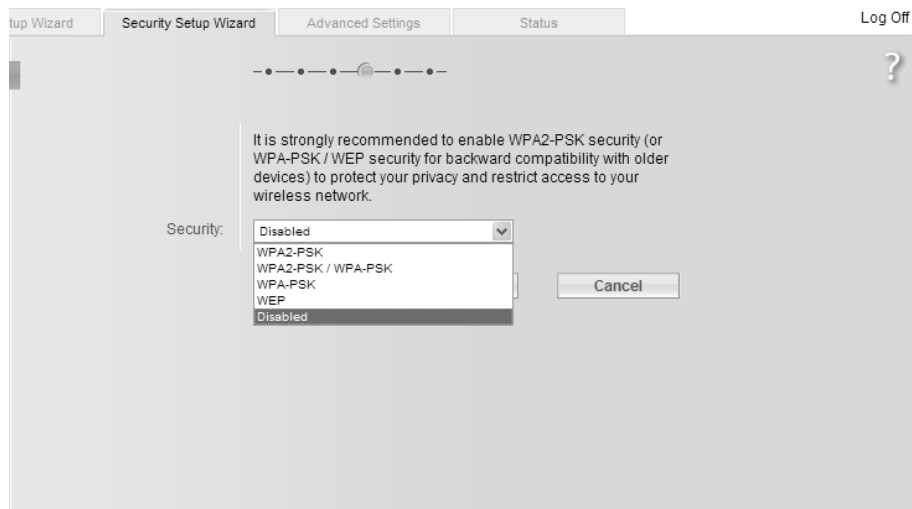 tup Wizard
Security Setup Wizard
Advanced Settings
Status
Log Off
?
It is strongly recommended to enable WPA2-PSK security (or
WPA-PSK / WEP security for backward compatibility with older
devices) to protect your privacy and restrict access to your
wireless network.
Security:
Disabled
WPA2-PSK
WPA2-PSK / WPA-PSK
WPA-PSK
WEP
Disabled
Cancel